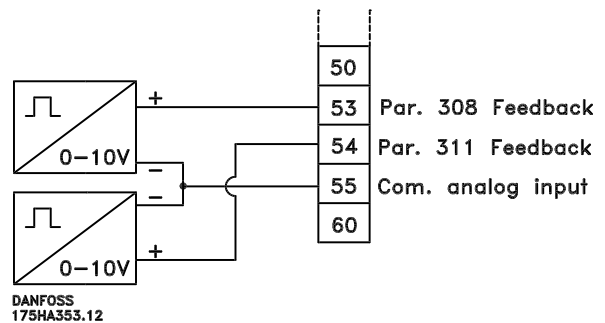 50
+
53 Par. 308 Feedback
0-10V
54 Par. 311 Feedback
-
-
55 Com. analog input
60
+
0-10V
DANFOSS
175HA353.12